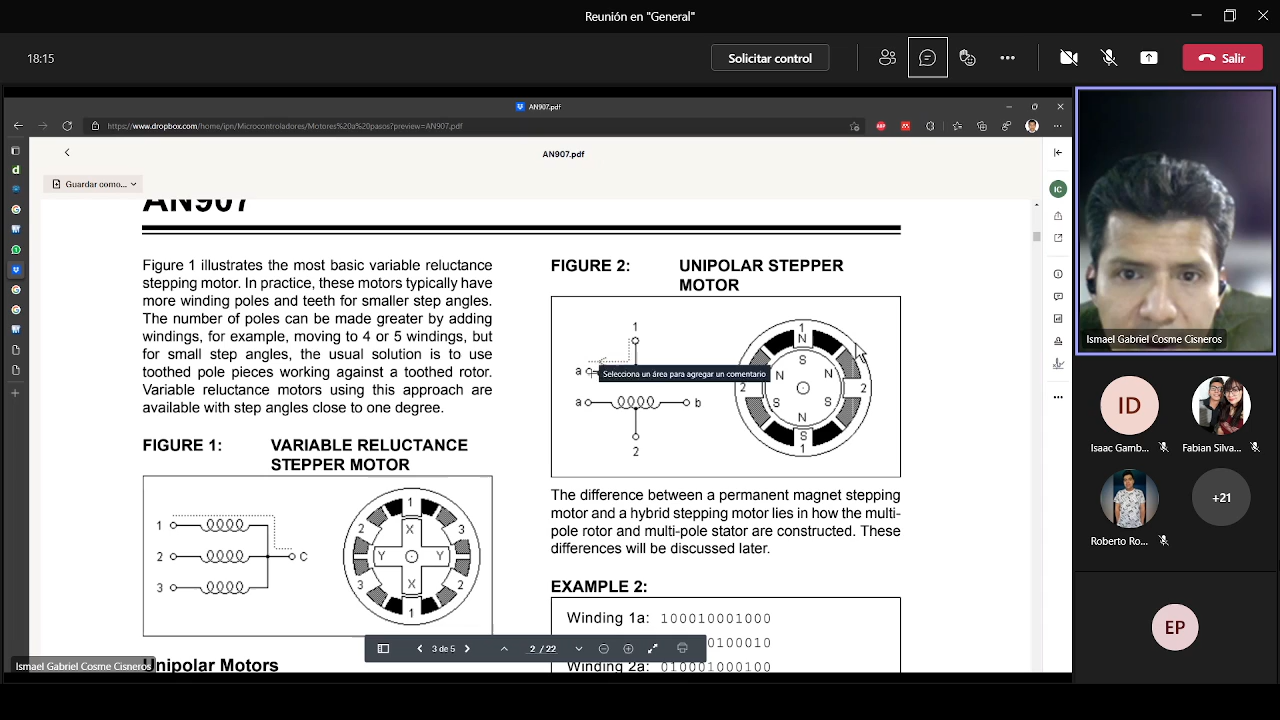 Reunión en "General"
18:15
Solicitar control
Salir
AN907.pdf
https://www.dropbox.com/home/ipn/Microcontroladores/Motores%20a%20pasos?preview=AN907.pdf
AN907.pdf
Guardar como...
IC
AN907
Figure 1 illustrates the most basic variable reluctance
stepping motor. In practice, these motors typically have
more winding poles and teeth for smaller step angles.
The number of poles can be made greater by adding
windings, for example, moving to 4 or 5 windings, but
for small step angles, the usual solution is to use
toothed pole pieces working against a toothed rotor.
Variable reluctance motors using this approach are
available with step angles close to one degree.
FIGURE 1: VARIABLE RELUCTANCE
STEPPER MOTOR
1
2
3
C
1
2
3
X
Y
Y
X
3
2
1
Unipolar Motors
FIGURE 2: UNIPOLAR STEPPER
MOTOR
1
a
Selecciona un área para agregar un comentario
a
b
2
1
N
S
N
N
2
2
S
S
N
S
1
The difference between a permanent magnet stepping
motor and a hybrid stepping motor lies in how the multi-
pole rotor and multi-pole stator are constructed. These
differences will be discussed later.
EXAMPLE 2:
Winding 1a: 100010001000
100010
Winding 2a: 010001000100
3 de 5
2 / 22
Ismael Gabriel Cosme Cisneros
Ismael Gabriel Cosme Cisneros
ID
Isaac Gamb...
Fabian Silva...
Roberto Ro...
+21
EP